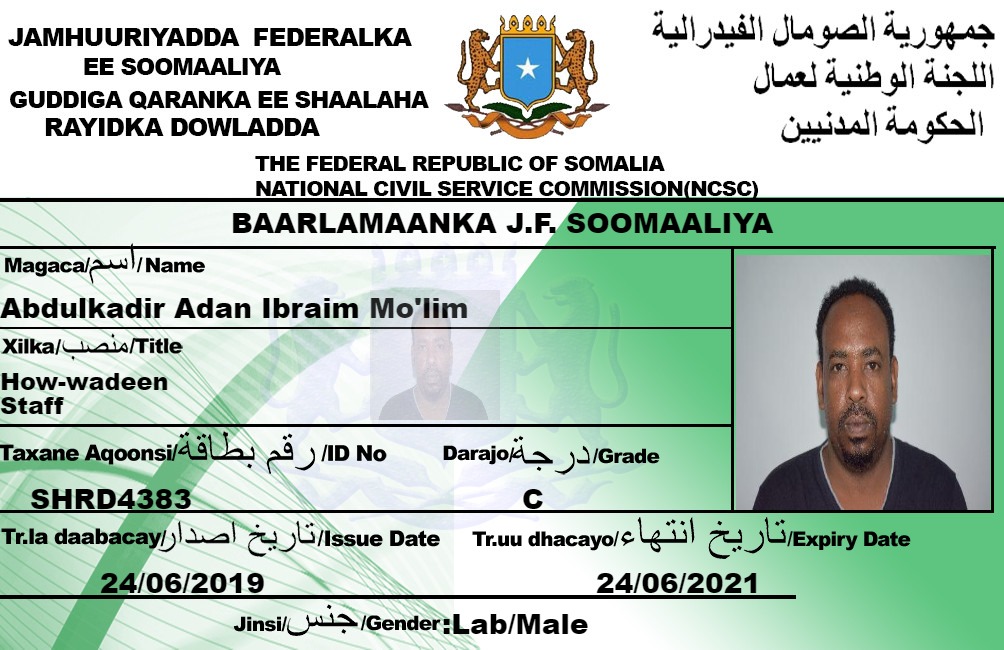 JAMHUURIYADDA FEDERALKA
EE SOOMAALIYA
GUDDIGA QARANKA EE SHAALAHA
RAYIDKA DOWLADDA
جمهورية الصومال الفيدرالية
اللجنة الوطنية لعمال
الحكومة المدنيين
THE FEDERAL REPUBLIC OF SOMALIA
NATIONAL CIVIL SERVICE COMMISSION(NCSC)
BAARLAMAANKA J.F. SOOMAALIYA
Magaca/اسم/Name
Abdulkadir Adan Ibraim Mo'lim
Xilka/منصب/Title
How-wadeen
Staff
Taxane Aqoonsi/رقم بطاقة/ID No
Darajo/درجة/Grade
SHRD4383
C
Tr.la daabacay/تاريخ اصدار/Issue Date
Tr.uu dhacayo/تاريخ انتهاء/Expiry Date
24/06/2019
24/06/2021
Jinsi/جنس/Gender:Lab/Male